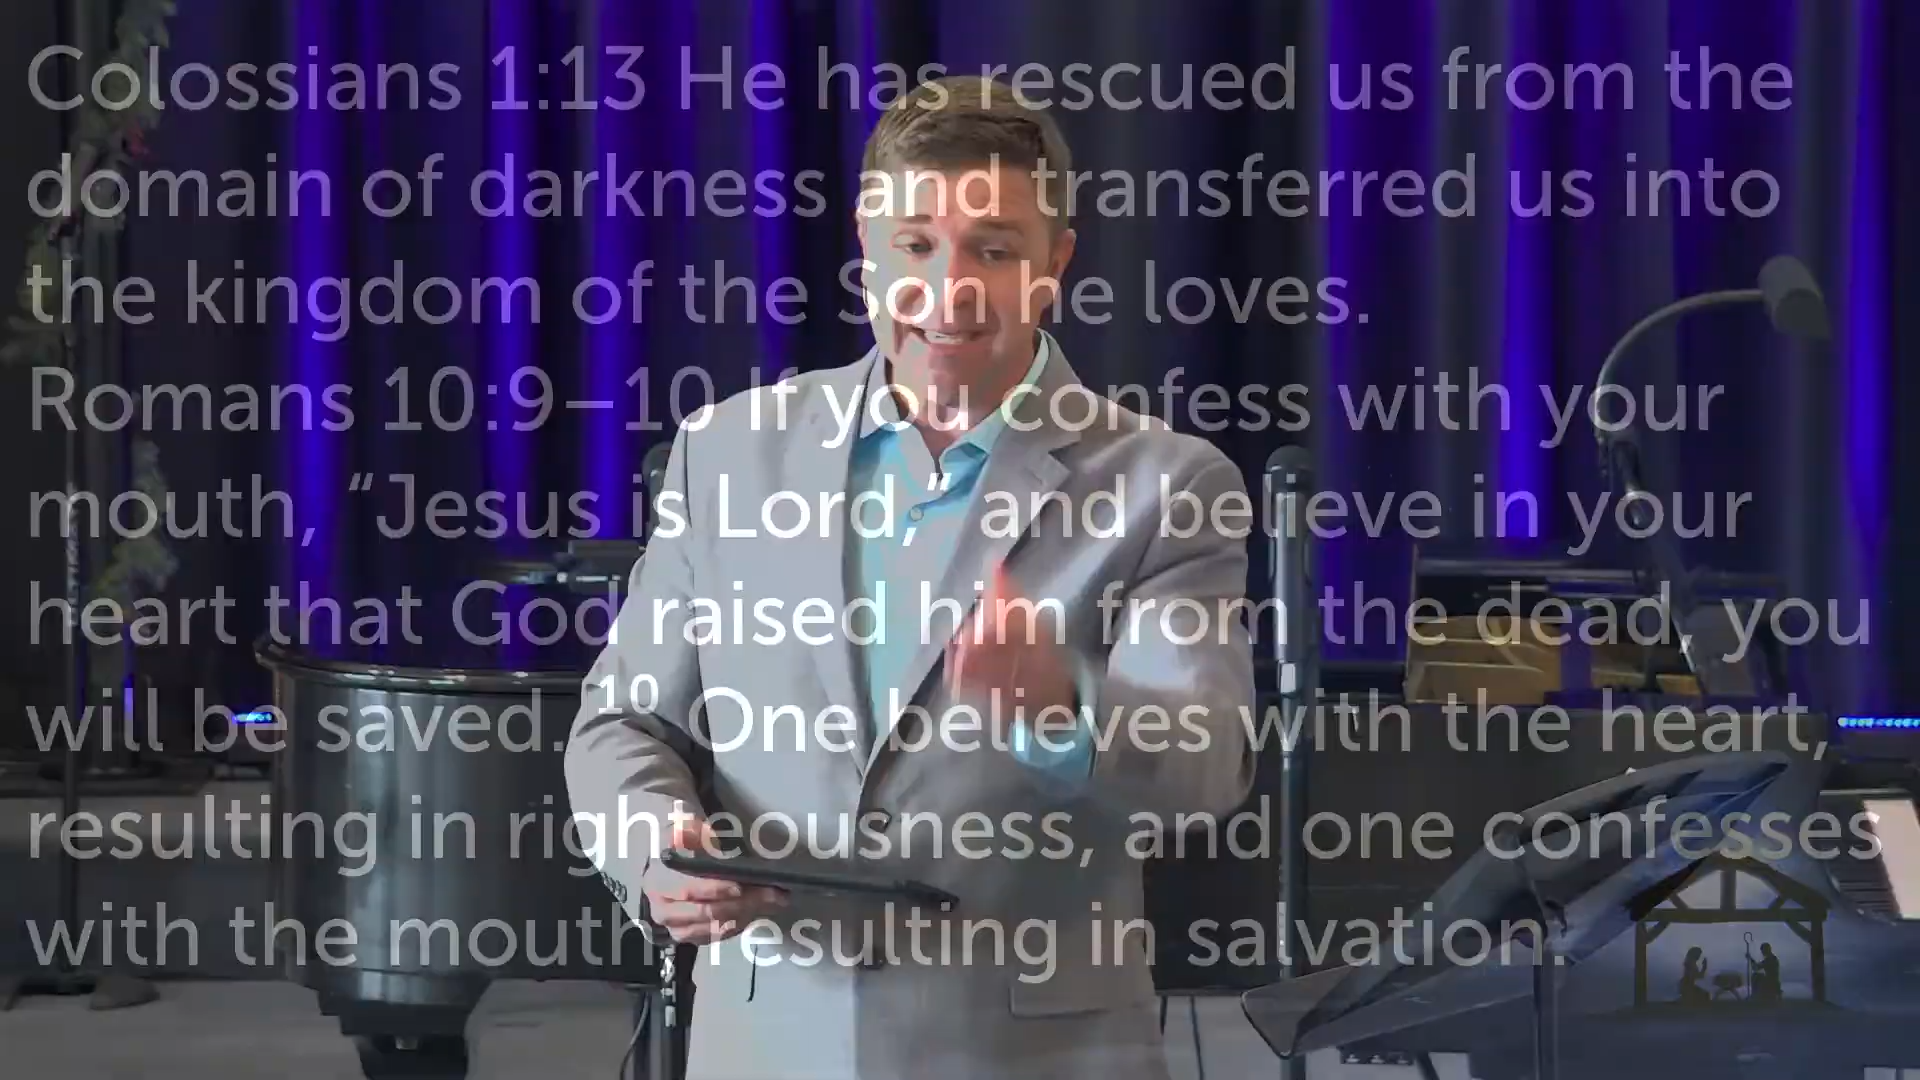 Colossians 1:13 He has rescued us from the
domain of darkness and transferred us into
the kingdom of the Son he loves.
Romans 10:9–10 If you confess with your
mouth, “Jesus is Lord,” and believe in your
heart that God raised him from the dead, you
will be saved. ¹⁰ One believes with the heart,
resulting in righteousness, and one confesses
with the mouth, resulting in salvation.